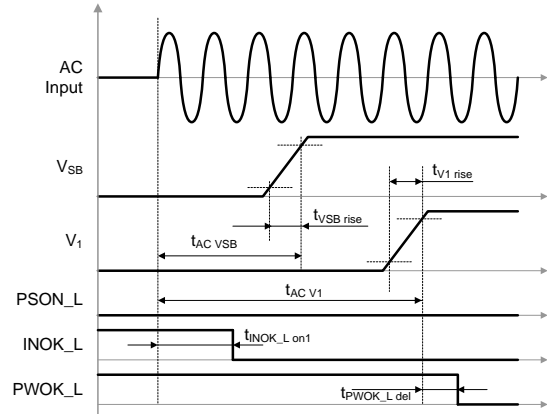 AC
Input
VSB
tV1 rise
tVSB rise
V1
tAC VSB
tAC V1
PSON_L
INOK_L
tINOK_L on1
PWOK_L
tPWOK_L del